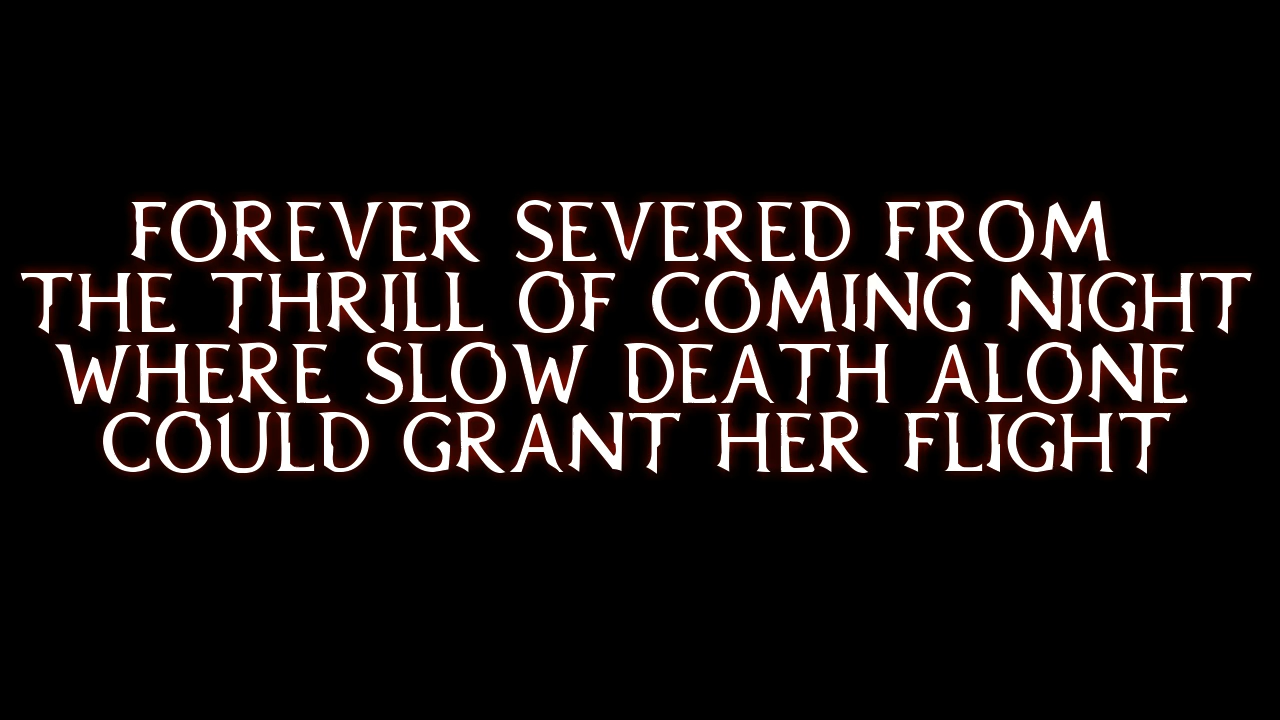 FOREVER SEVERED FROM
THE THRILL OF COMING NIGHT
WHERE SLOW DEATH ALONE
COULD GRANT HER FLIGHT